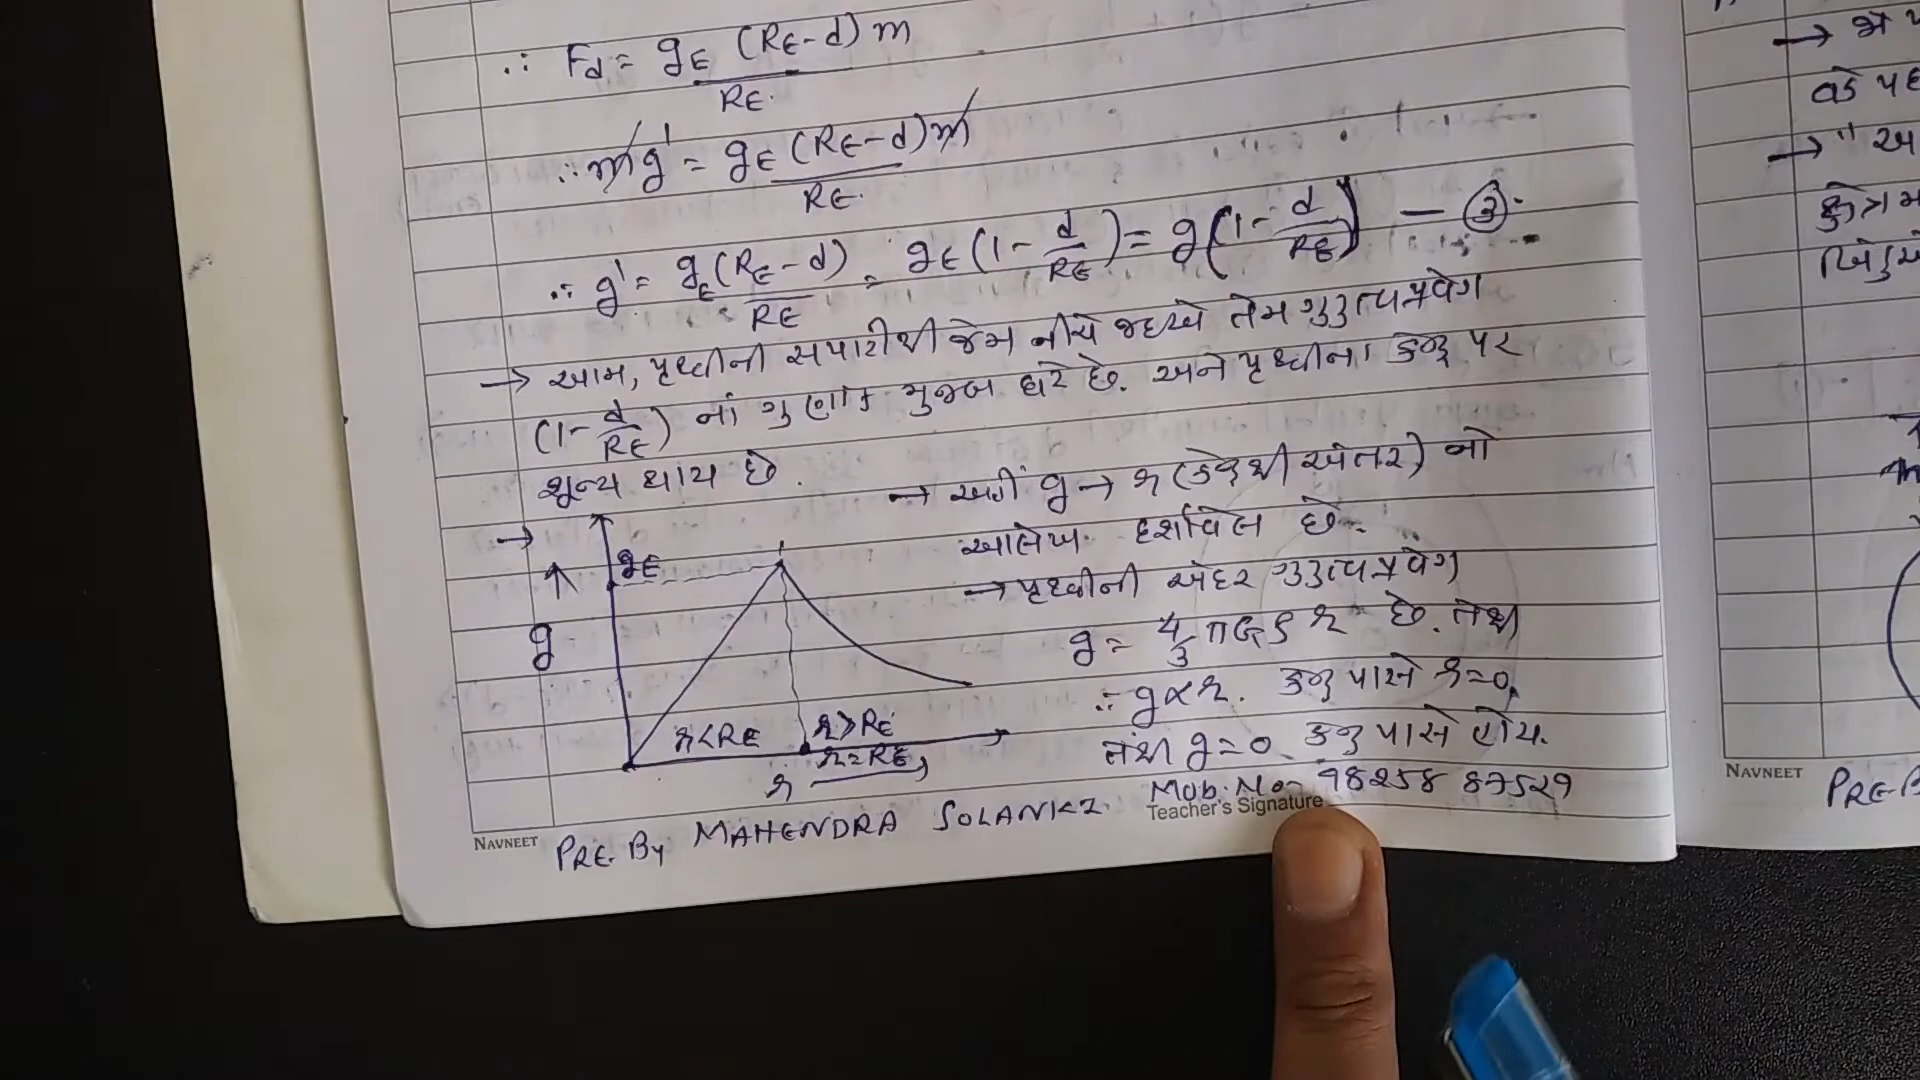 ∴ Fd = gE (RE-d) m / RE.
∴ mg' = gE (RE-d) m / RE.
∴ g' = gE (RE-d) / RE = gE (1 - d/RE) = g (1 - d/RE) — ③.
→ આમ, પૃથ્વીની સપાટીથી જેમ નીચે જઇએ તેમ ગુરુત્વપ્રવેગ
(1 - d/RE) નાં ગુણાંક મુજબ ઘટે છે. અને પૃથ્વીના કેન્દ્ર પર
શૂન્ય થાય છે.
→ અહીં g → r (કેન્દ્રથી અંતર) નો
આલેખ દર્શાવેલ છે.
→ પૃથ્વીની અંદર ગુરુત્વપ્રવેગ
g = 4/3 πGρr છે. તેથી
∴ g ∝ r. કેન્દ્ર પાસે r=0,
તેથી g=0 કેન્દ્ર પાસે હોય.
→
gE
↑
g
r<RE
r>RE
r=RE,
r
Mob. No- 98258 87529
NAVNEET
PRE. By MAHENDRA SOLANKI.
Teacher's Signature
→ જે
કે
→ "અ
NAVNEET
PRE. B